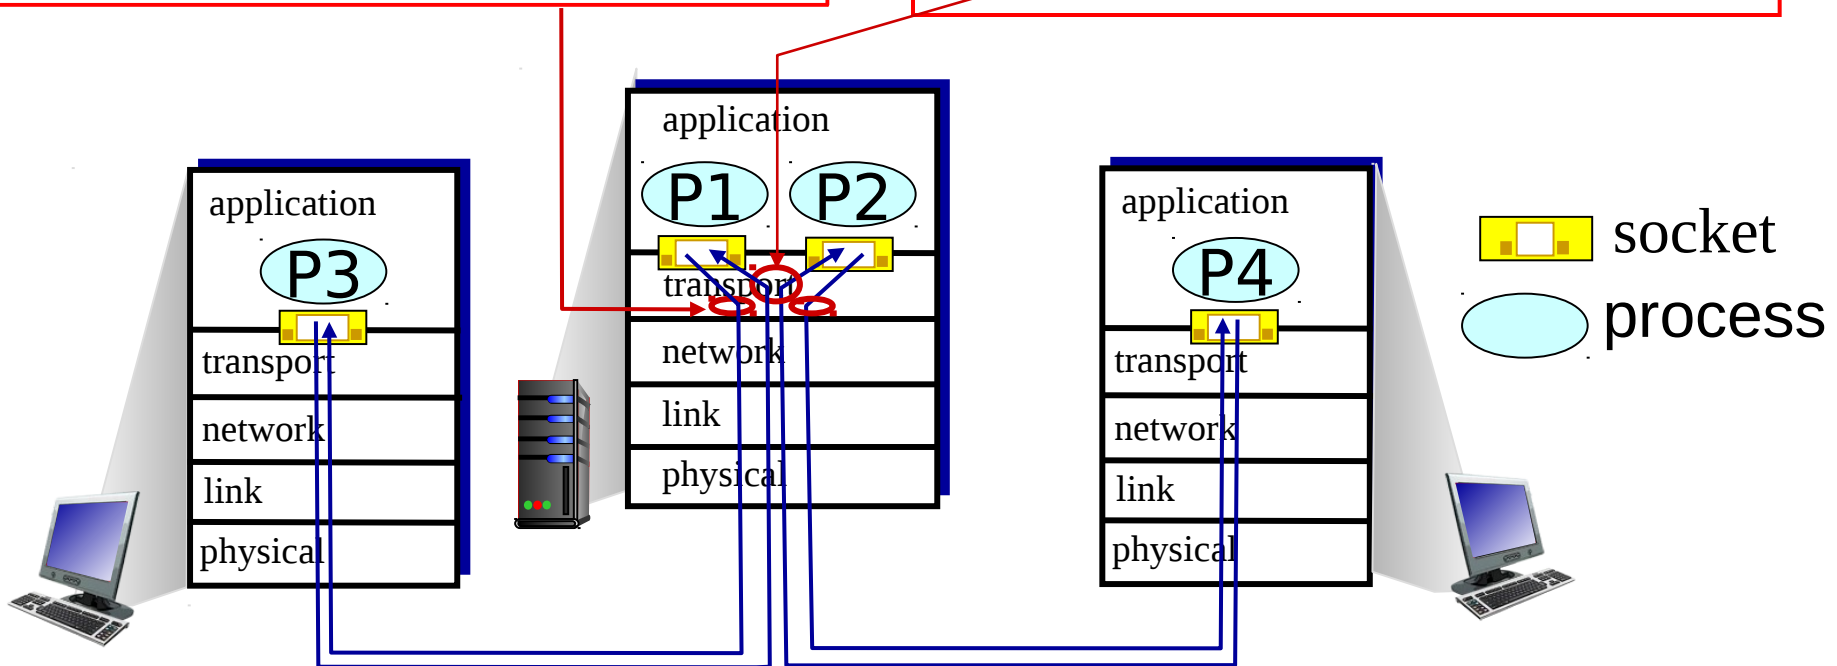 application
P3
transport
network
link
physical
application
P1 P2
transport
network
link
physical
application
P4
transport
network
link
physical
socket
process